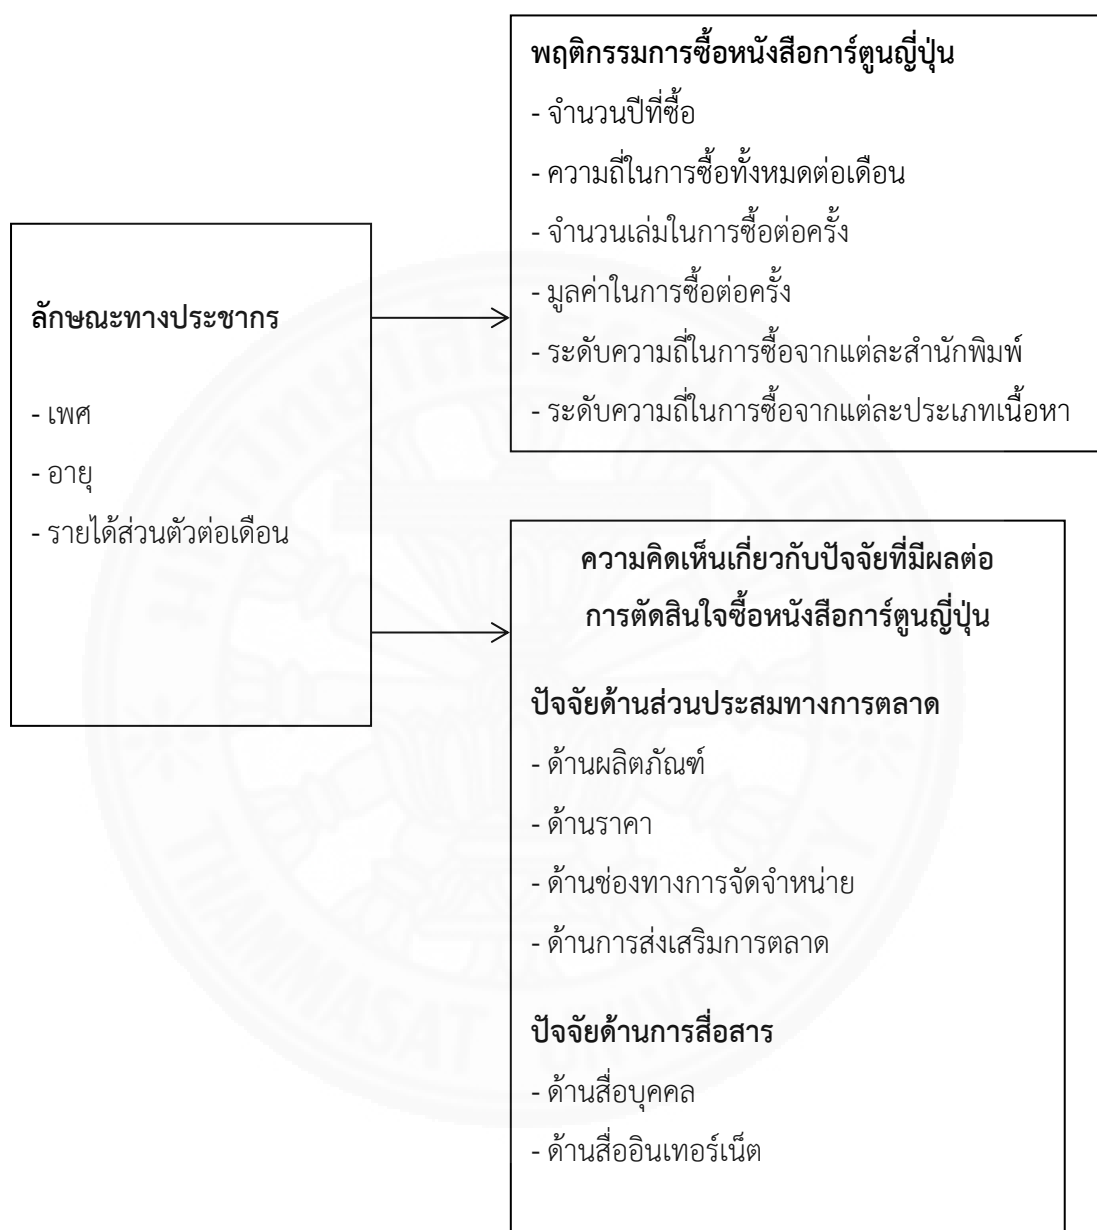 พฤติกรรมการซื้อหนังสือการ์ตูนญี่ปุ่น
- จำนวนปีที่ซื้อ
- ความถี่ในการซื้อทั้งหมดต่อเดือน
- จำนวนเล่มในการซื้อต่อครั้ง
- มูลค่าในการซื้อต่อครั้ง
- ระดับความถี่ในการซื้อจากแต่ละสำนักพิมพ์
- ระดับความถี่ในการซื้อจากแต่ละประเภทเนื้อหา
ลักษณะทางประชากร
- เพศ
- อายุ
- รายได้ส่วนตัวต่อเดือน
ความคิดเห็นเกี่ยวกับปัจจัยที่มีผลต่อ
การตัดสินใจซื้อหนังสือการ์ตูนญี่ปุ่น
ปัจจัยด้านส่วนประสมทางการตลาด
- ด้านผลิตภัณฑ์
- ด้านราคา
- ด้านช่องทางการจัดจำหน่าย
- ด้านการส่งเสริมการตลาด
ปัจจัยด้านการสื่อสาร
- ด้านสื่อบุคคล
- ด้านสื่ออินเทอร์เน็ต
THAMMASAT UNIVERSITY